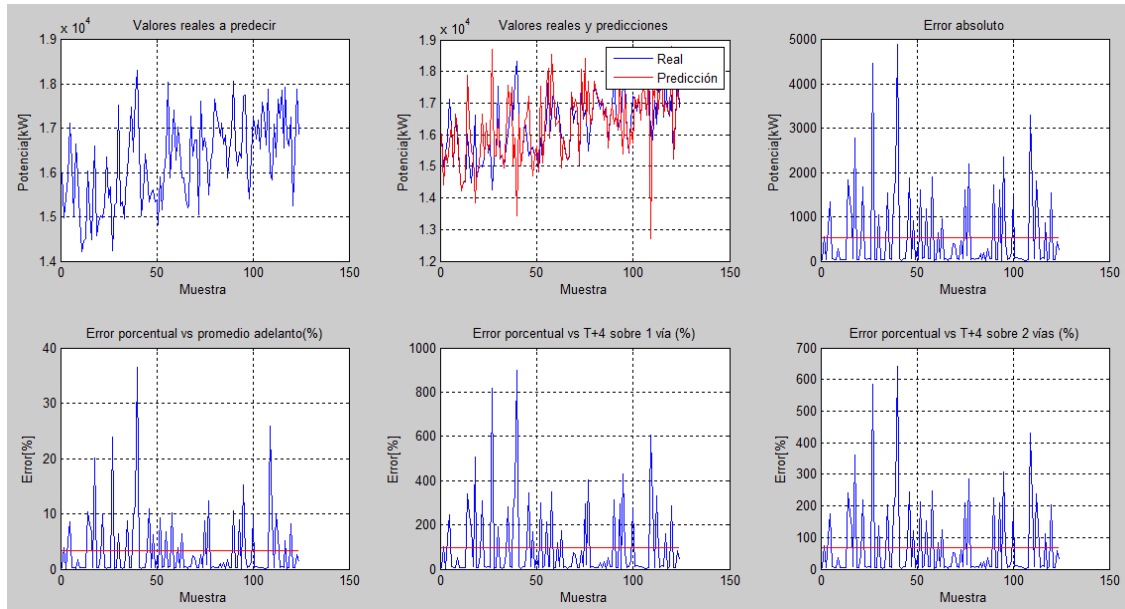 Valores reales a predecir
x 10^4
1.9
1.8
1.7
1.6
1.5
1.4
Potencia[kW]
0 50 100 150
Muestra
Valores reales y predicciones
x 10^4
1.9
1.8
1.7
1.6
1.5
1.4
1.3
1.2
Potencia[kW]
Real
Predicción
0 50 100 150
Muestra
Error absoluto
5000
4000
3000
2000
1000
0
Potencia[kW]
0 50 100 150
Muestra
Error porcentual vs promedio adelanto(%)
40
30
20
10
0
Error[%]
0 50 100 150
Muestra
Error porcentual vs T+4 sobre 1 vía (%)
1000
800
600
400
200
0
Error[%]
0 50 100 150
Muestra
Error porcentual vs T+4 sobre 2 vías (%)
700
600
500
400
300
200
100
0
Error[%]
0 50 100 150
Muestra